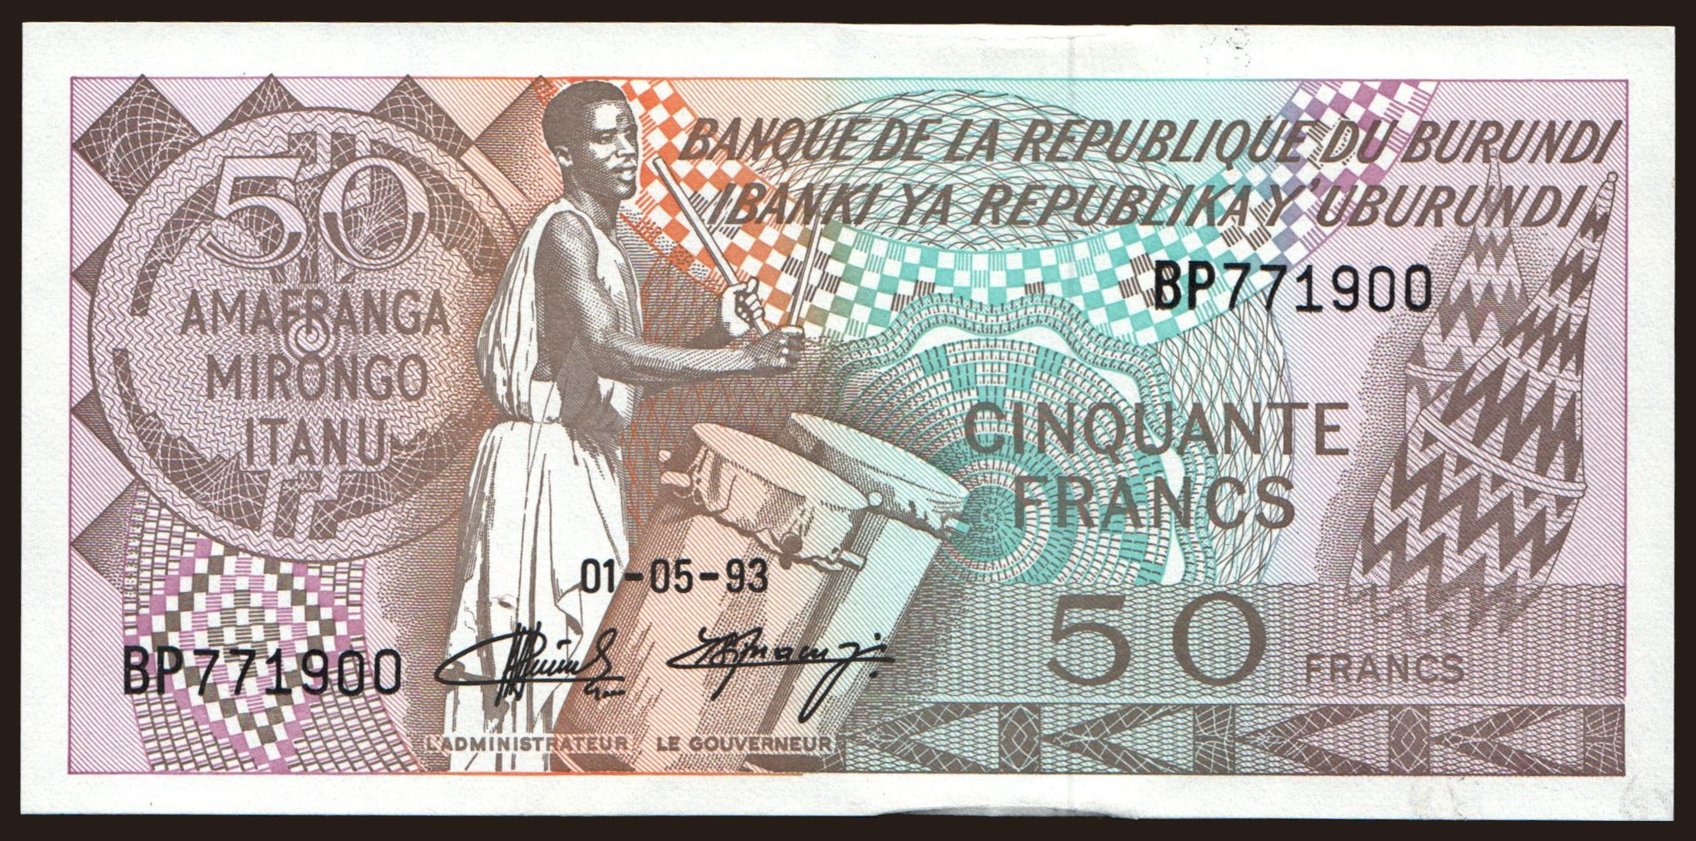 BANQUE DE LA REPUBLIQUE DU BURUNDI
IBANKI YA REPUBLIKA Y'UBURUNDI
50
AMAFRANGA
MIRONGO
ITANU
BP771900
CINQUANTE
FRANCS
01-05-93
BP771900
50 FRANCS
L'ADMINISTRATEUR LE GOUVERNEUR